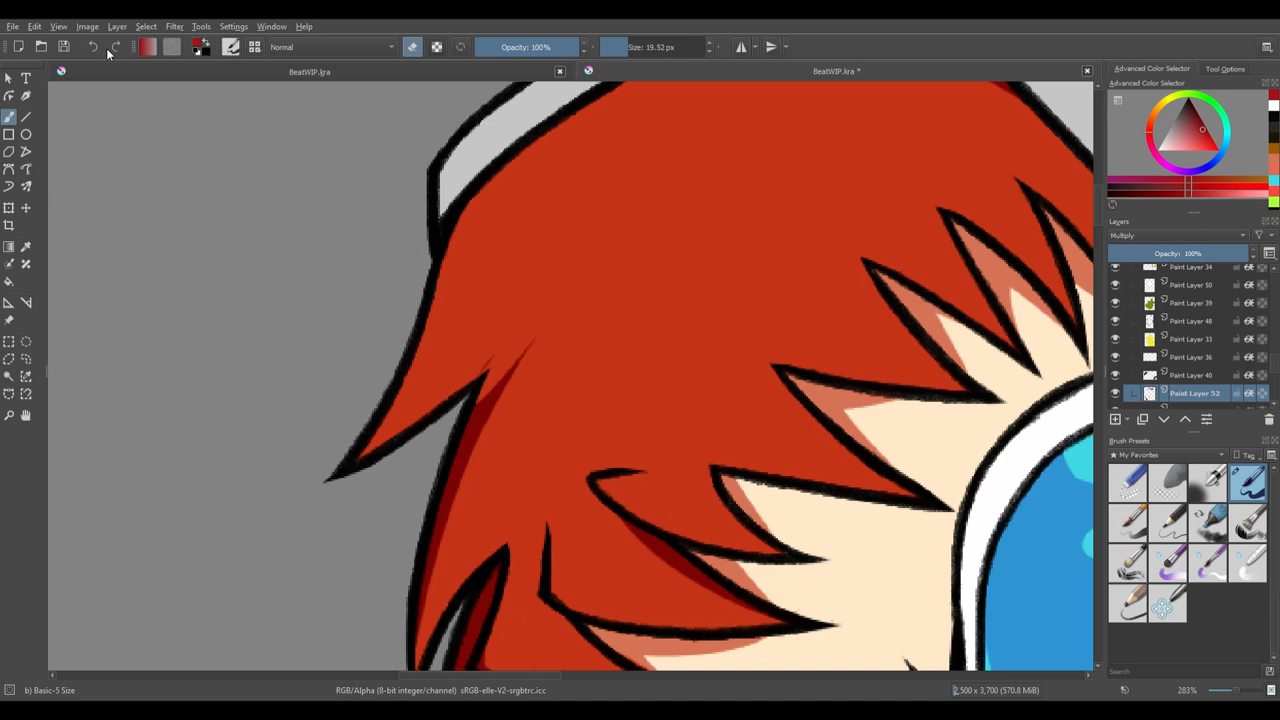 File Edit View Image Layer Select Filter Tools Settings Window Help
Normal Opacity: 100% Size: 19.52 px
BeatWIP.kra BeatWIP.kra *
Advanced Color Selector Tool Options
Advanced Color Selector
Layers
Multiply
Opacity: 100%
Paint Layer 34
Paint Layer 50
Paint Layer 39
Paint Layer 48
Paint Layer 33
Paint Layer 36
Paint Layer 40
Paint Layer 52
Brush Presets
My Favorites Tag
Search
b) Basic-5 Size RGB/Alpha (8-bit integer/channel) sRGB-elle-V2-srgbtrc.icc 2,500 x 3,700 (570.8 MiB) 283%